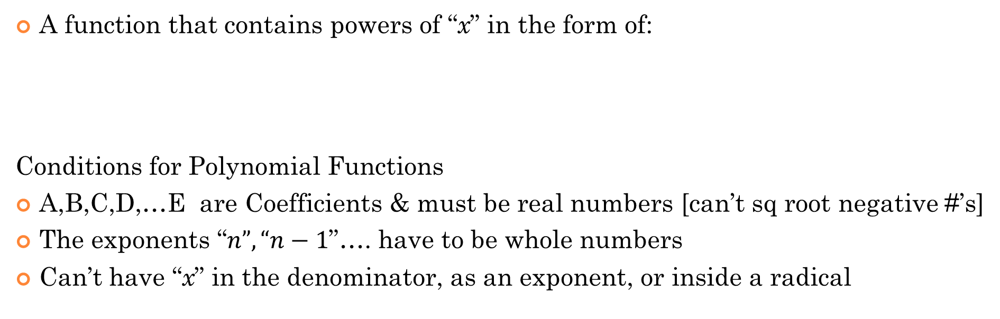 A function that contains powers of “x” in the form of:
Conditions for Polynomial Functions
A,B,C,D,...E are Coefficients & must be real numbers [can’t sq root negative #’s]
The exponents “n”, “n − 1”.... have to be whole numbers
Can’t have “x” in the denominator, as an exponent, or inside a radical